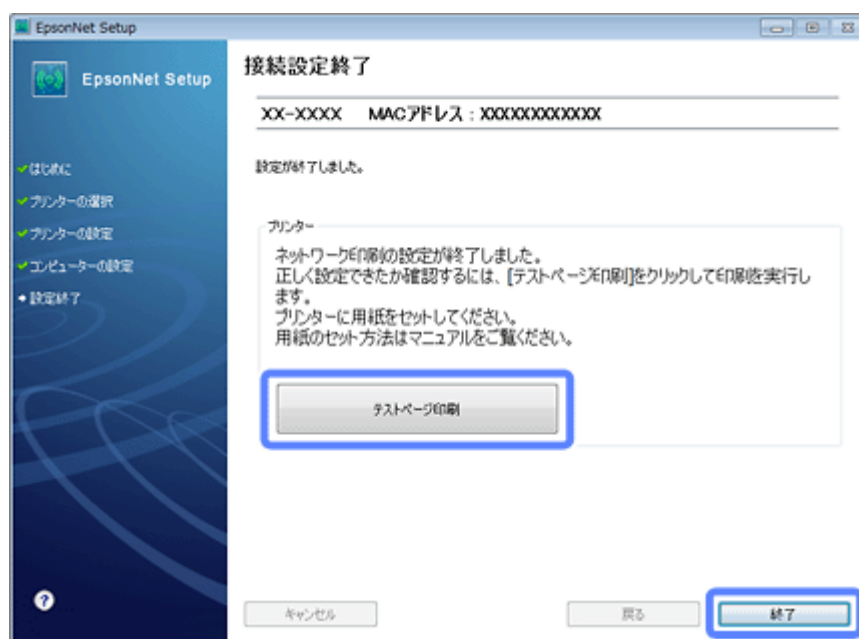 EpsonNet Setup
EpsonNet Setup
はじめに
プリンターの選択
プリンターの設定
コンピューターの設定
設定終了
接続設定終了
XX-XXXX MACアドレス：XXXXXXXXXXXX
設定が終了しました。
プリンター
ネットワーク印刷の設定が終了しました。
正しく設定できたか確認するには、[テストページ印刷]をクリックして印刷を実行し
ます。
プリンターに用紙をセットしてください。
用紙のセット方法はマニュアルをご覧ください。
テストページ印刷
?
キャンセル
戻る
終了